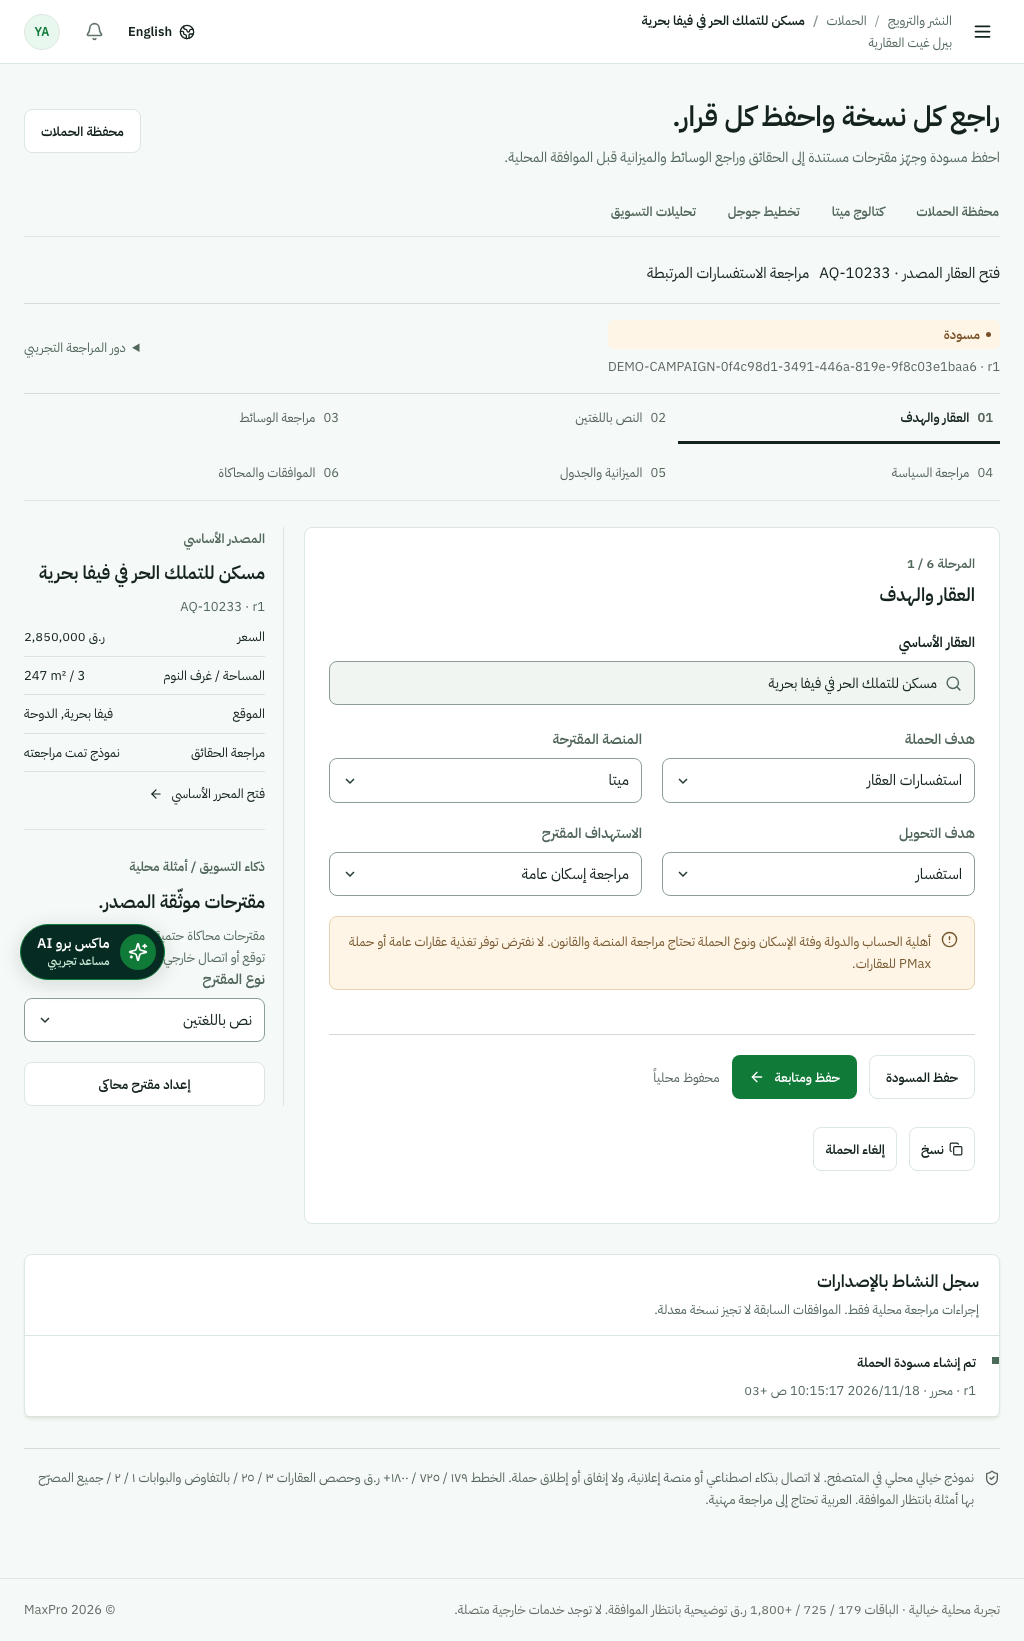 النشر والترويج / الحملات / مسكن للتملك الحر في فيفا بحرية
بيرل غيت العقارية
English
YA
راجع كل نسخة واحفظ كل قرار.
احفظ مسودة وجهّز مقترحات مستندة إلى الحقائق وراجع الوسائط والميزانية قبل الموافقة المحلية.
محفظة الحملات
محفظة الحملات
كتالوج ميتا
تخطيط جوجل
تحليلات التسويق
فتح العقار المصدر · AQ-10233 مراجعة الاستفسارات المرتبطة
مسودة
DEMO-CAMPAIGN-0f4c98d1-3491-446a-819e-9f8c03e1baa6 · r1
دور المراجعة التجريبي
01 العقار والهدف
02 النص باللغتين
03 مراجعة الوسائط
04 مراجعة السياسة
05 الميزانية والجدول
06 الموافقات والمحاكاة
المرحلة 6 / 1
العقار والهدف
العقار الأساسي
مسكن للتملك الحر في فيفا بحرية
هدف الحملة
المنصة المقترحة
استفسارات العقار
ميتا
هدف التحويل
الاستهداف المقترح
استفسار
مراجعة إسكان عامة
أهلية الحساب والدولة وفئة الإسكان ونوع الحملة تحتاج مراجعة المنصة والقانون. لا نفترض توفر تغذية عقارات عامة أو حملة
PMax للعقارات.
حفظ المسودة
حفظ ومتابعة
محفوظ محلياً
نسخ
إلغاء الحملة
المصدر الأساسي
مسكن للتملك الحر في فيفا بحرية
AQ-10233 · r1
السعر
ر.ق 2,850,000
المساحة / غرف النوم
247 m² / 3
الموقع
فيفا بحرية, الدوحة
مراجعة الحقائق
نموذج تمت مراجعته
فتح المحرر الأساسي
ذكاء التسويق / أمثلة محلية
مقترحات موثّقة المصدر.
مقترحات محاكاة حتمية
توقع أو اتصال خارجي
ماكس برو AI
مساعد تجريبي
نوع المقترح
نص باللغتين
إعداد مقترح محاكى
سجل النشاط بالإصدارات
إجراءات مراجعة محلية فقط. الموافقات السابقة لا تجيز نسخة معدلة.
تم إنشاء مسودة الحملة
r1 · محرر · 2026/11/18 10:15:17 ص +03
نموذج خيالي محلي في المتصفح. لا اتصال بذكاء اصطناعي أو منصة إعلانية، ولا إنفاق أو إطلاق حملة. الخطط ١٧٩ / ٧٢٥ / ١٨٠٠+ ر.ق وحصص العقارات ٣ / ٢٥ / بالتفاوض والبوابات ١ / ٢ / جميع المصرّح
بها أمثلة بانتظار الموافقة. العربية تحتاج إلى مراجعة مهنية.
تجربة محلية خيالية · الباقات 179 / 725 / +1,800 ر.ق توضيحية بانتظار الموافقة. لا توجد خدمات خارجية متصلة.
© 2026 MaxPro